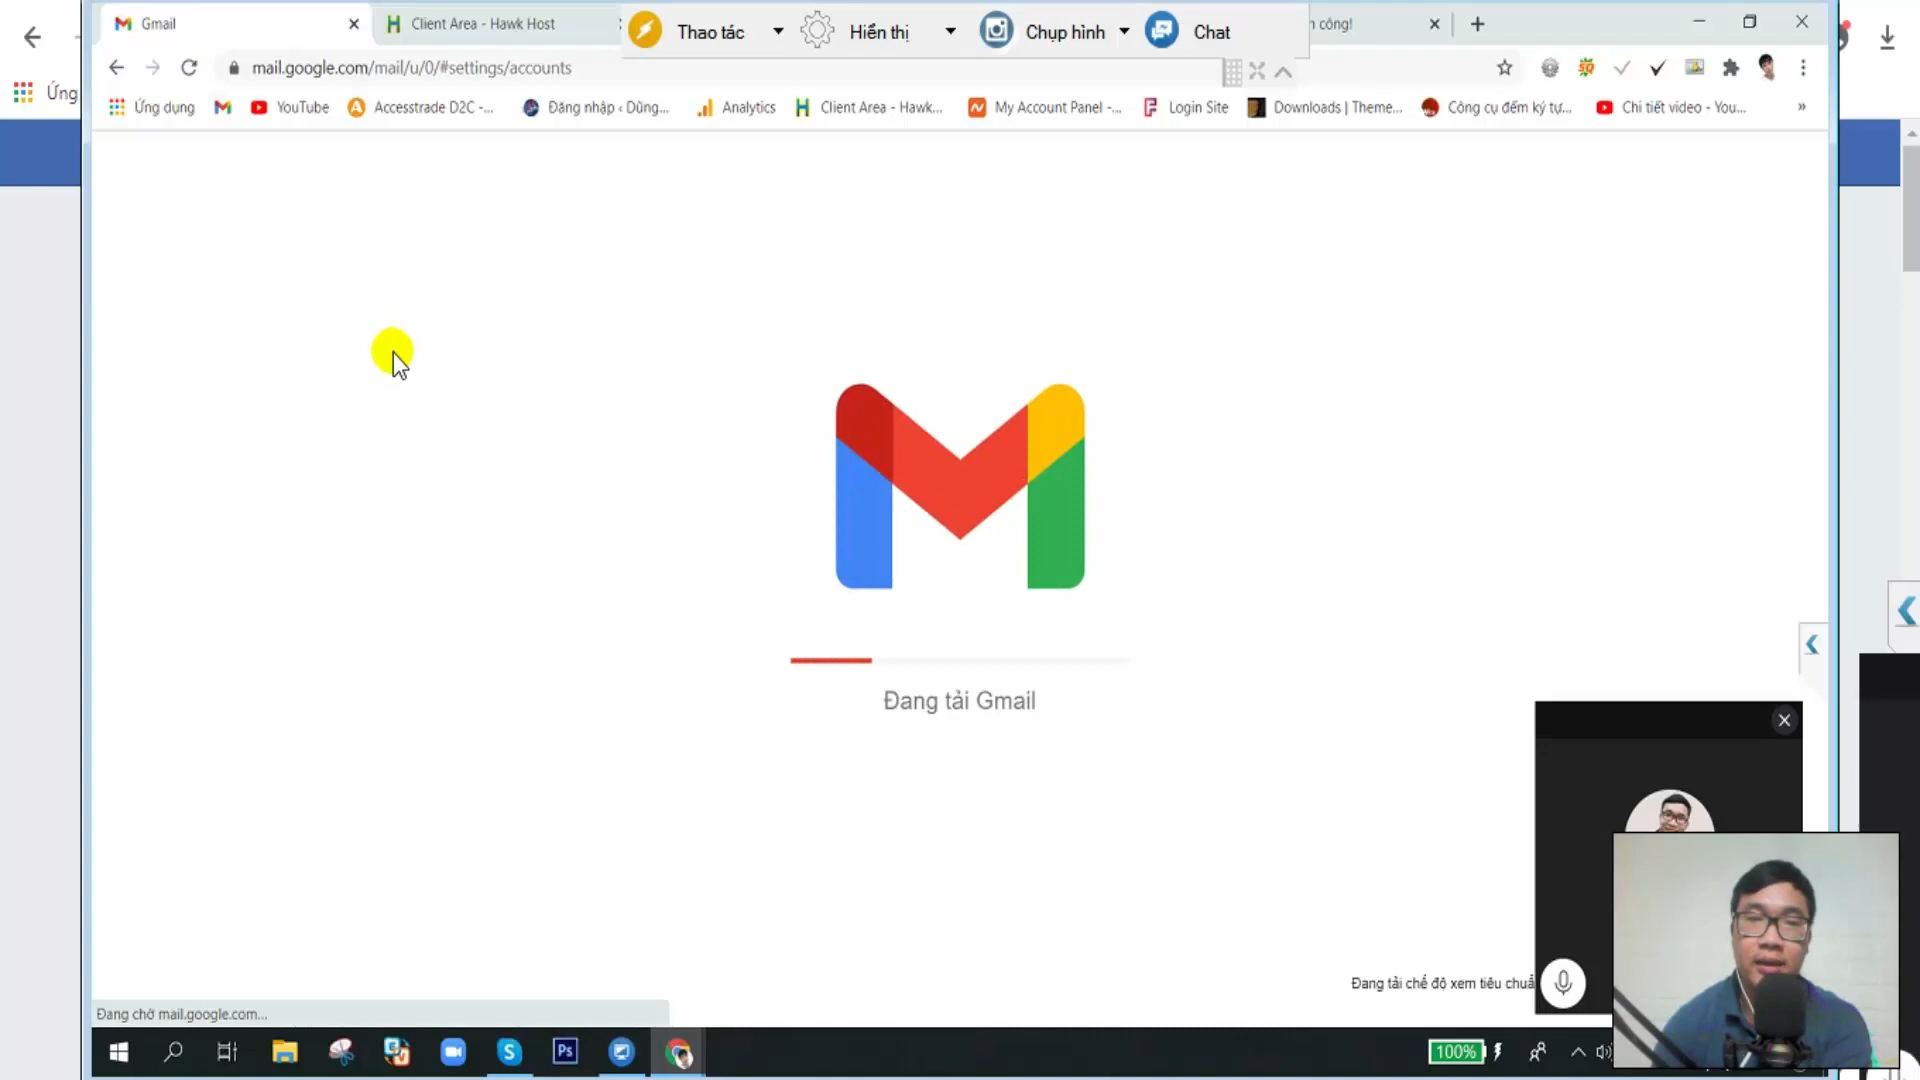 Gmail
Client Area - Hawk Host
Thao tác
Hiển thị
Chụp hình
Chat
công!
mail.google.com/mail/u/0/#settings/accounts
Ứng
Ứng dụng
YouTube
Accesstrade D2C -...
Đăng nhập ‹ Dũng...
Analytics
Client Area - Hawk...
My Account Panel -...
Login Site
Downloads | Theme...
Công cụ đếm ký tự...
Chi tiết video - You...
»
Đang tải Gmail
Đang tải chế độ xem tiêu chuẩ
Đang chờ mail.google.com...
Ps
100%